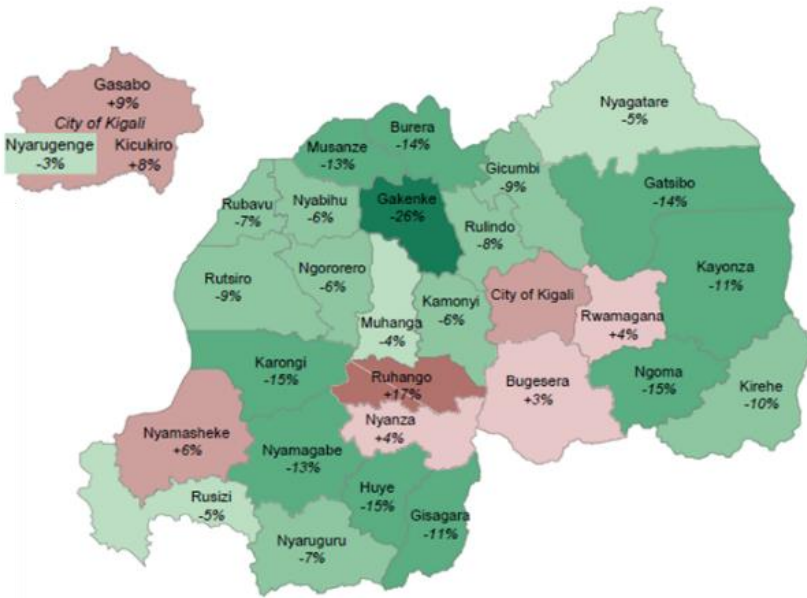 Gasabo
+9%
City of Kigali
Nyarugenge
-3%
Kicukiro
+8%
Nyagatare
-5%
Burera
-14%
Musanze
-13%
Gicumbi
-9%
Gatsibo
-14%
Rubavu
-7%
Nyabihu
-6%
Gakenke
-26%
Rulindo
-8%
Kayonza
-11%
Rutsiro
-9%
Ngororero
-6%
Muhanga
-4%
Kamonyi
-6%
City of Kigali
Rwamagana
+4%
Karongi
-15%
Ruhango
+17%
Bugesera
+3%
Ngoma
-15%
Kirehe
-10%
Nyamasheke
+6%
Nyamagabe
-13%
Nyanza
+4%
Rusizi
-5%
Huye
-15%
Gisagara
-11%
Nyaruguru
-7%